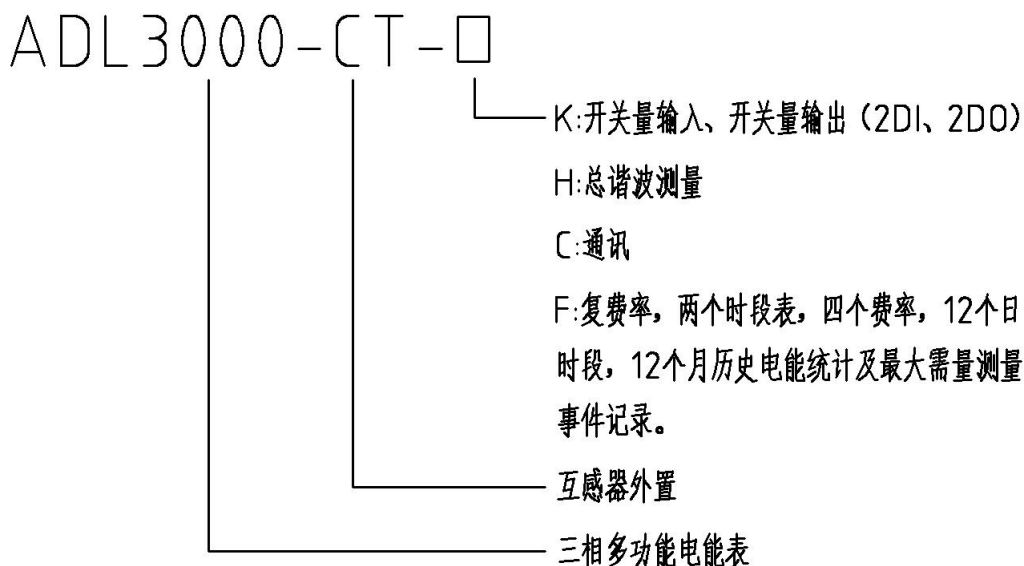 ADL3000-CT-□
K:开关量输入、开关量输出（2DI、2DO）
H:总谐波测量
C:通讯
F:复费率，两个时段表，四个费率，12个日
时段，12个月历史电能统计及最大需量测量
事件记录。
互感器外置
三相多功能电能表